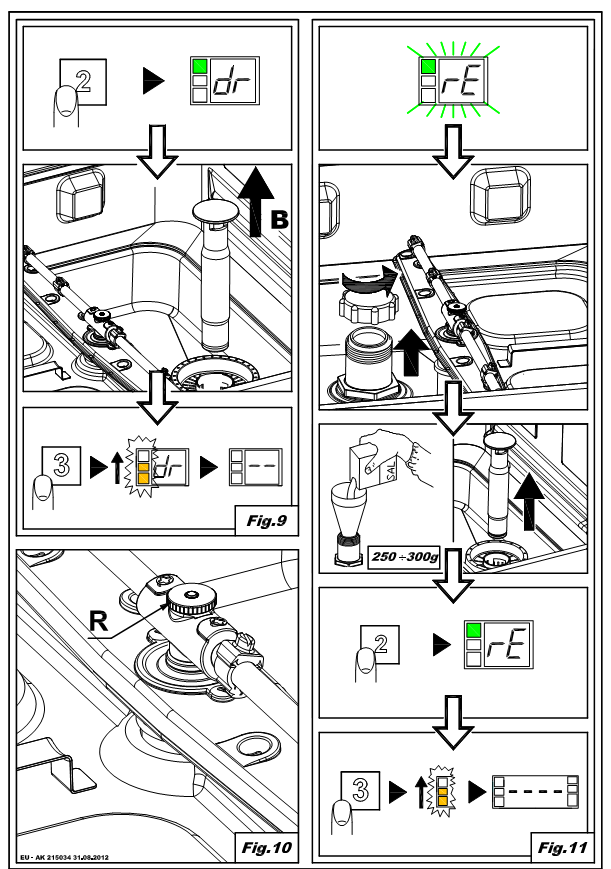 2
dr
B
3
dr
--
Fig.9
R
Fig.10
EU - AK 215034 31.08.2012
rE
SAL
250÷300g
2
rE
3
----
Fig.11